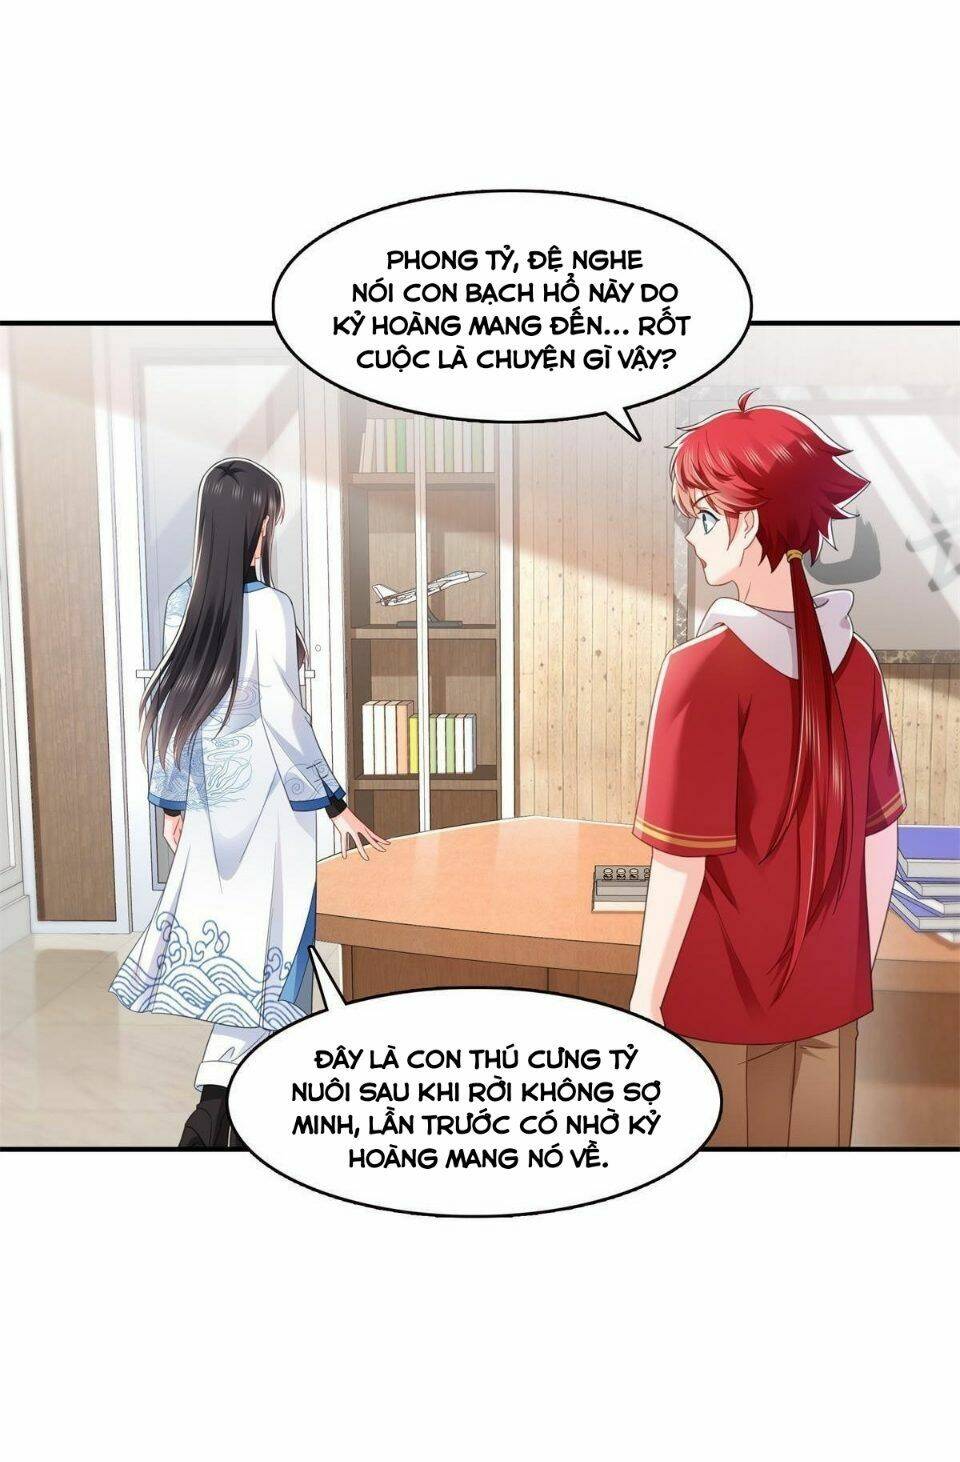 PHONG TỶ, ĐỆ NGHE
NÓI CON BẠCH HỔ NÀY DO
KỶ HOÀNG MANG ĐẾN... RỐT
CUỘC LÀ CHUYỆN GÌ VẬY?
ĐÂY LÀ CON THÚ CƯNG TỶ
NUÔI SAU KHI RỜI KHÔNG SỢ
MINH, LẦN TRƯỚC CÓ NHỜ KỶ
HOÀNG MANG NÓ VỀ.